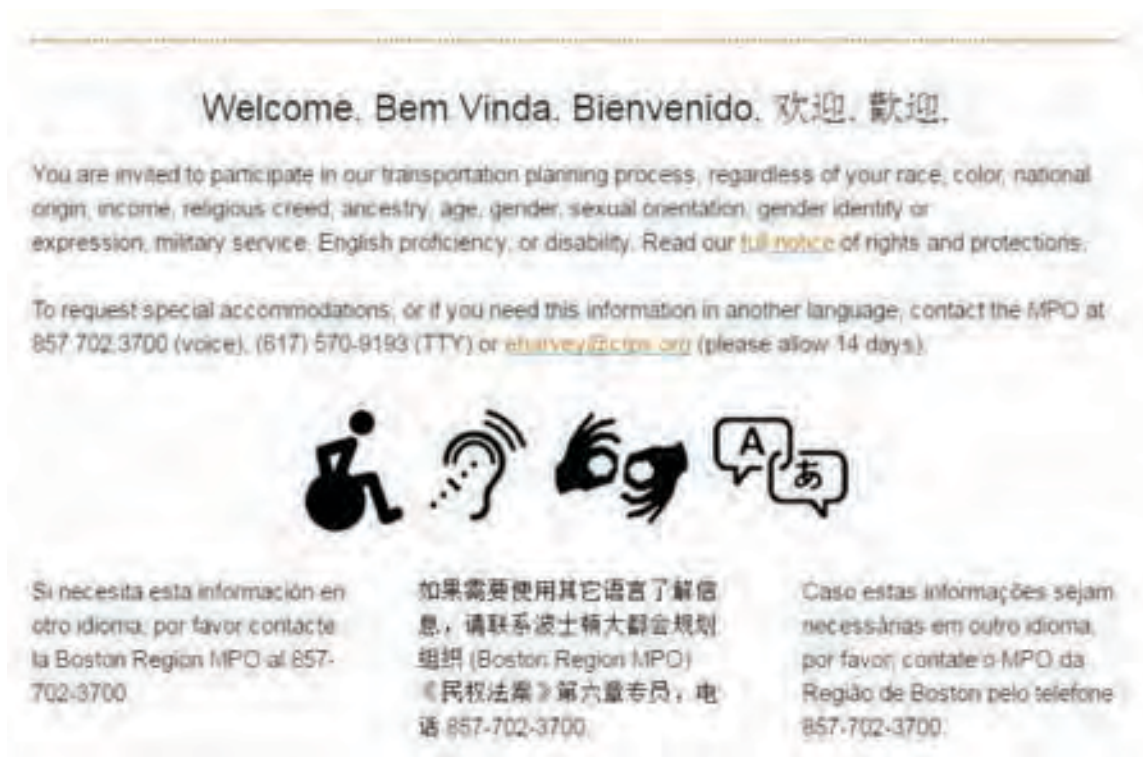 Welcome. Bem Vinda. Bienvenido. 欢迎. 歡迎.
You are invited to participate in our transportation planning process, regardless of your race, color, national
origin, income, religious creed, ancestry, age, gender, sexual orientation, gender identity or
expression, military service, English proficiency, or disability. Read our full notice of rights and protections.
To request special accommodations, or if you need this information in another language, contact the MPO at
857.702.3700 (voice), (617) 570-9193 (TTY) or eharvey@ctps.org (please allow 14 days).
A あ
Si necesita esta información en
otro idioma, por favor contacte
la Boston Region MPO al 857-
702-3700.
如果需要使用其它语言了解信
息，请联系波士顿大都会规划
组织 (Boston Region MPO)
《民权法案》第六章专员，电
话 857-702-3700.
Caso estas informações sejam
necessárias em outro idioma,
por favor, contate o MPO da
Região de Boston pelo telefone
857-702-3700.